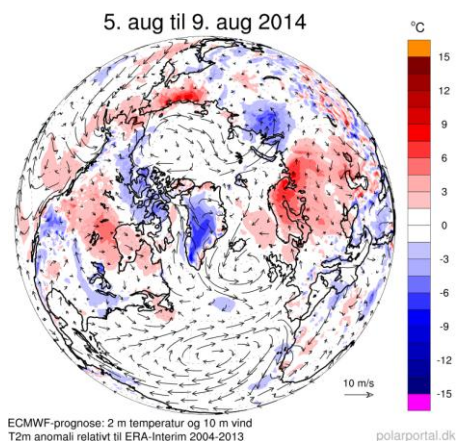 5. aug til 9. aug 2014
°C
15
12
9
6
3
0
-3
-6
-9
-12
-15
10 m/s
ECMWF-prognose: 2 m temperatur og 10 m vind
T2m anomali relativt til ERA-Interim 2004-2013
polarportal.dk